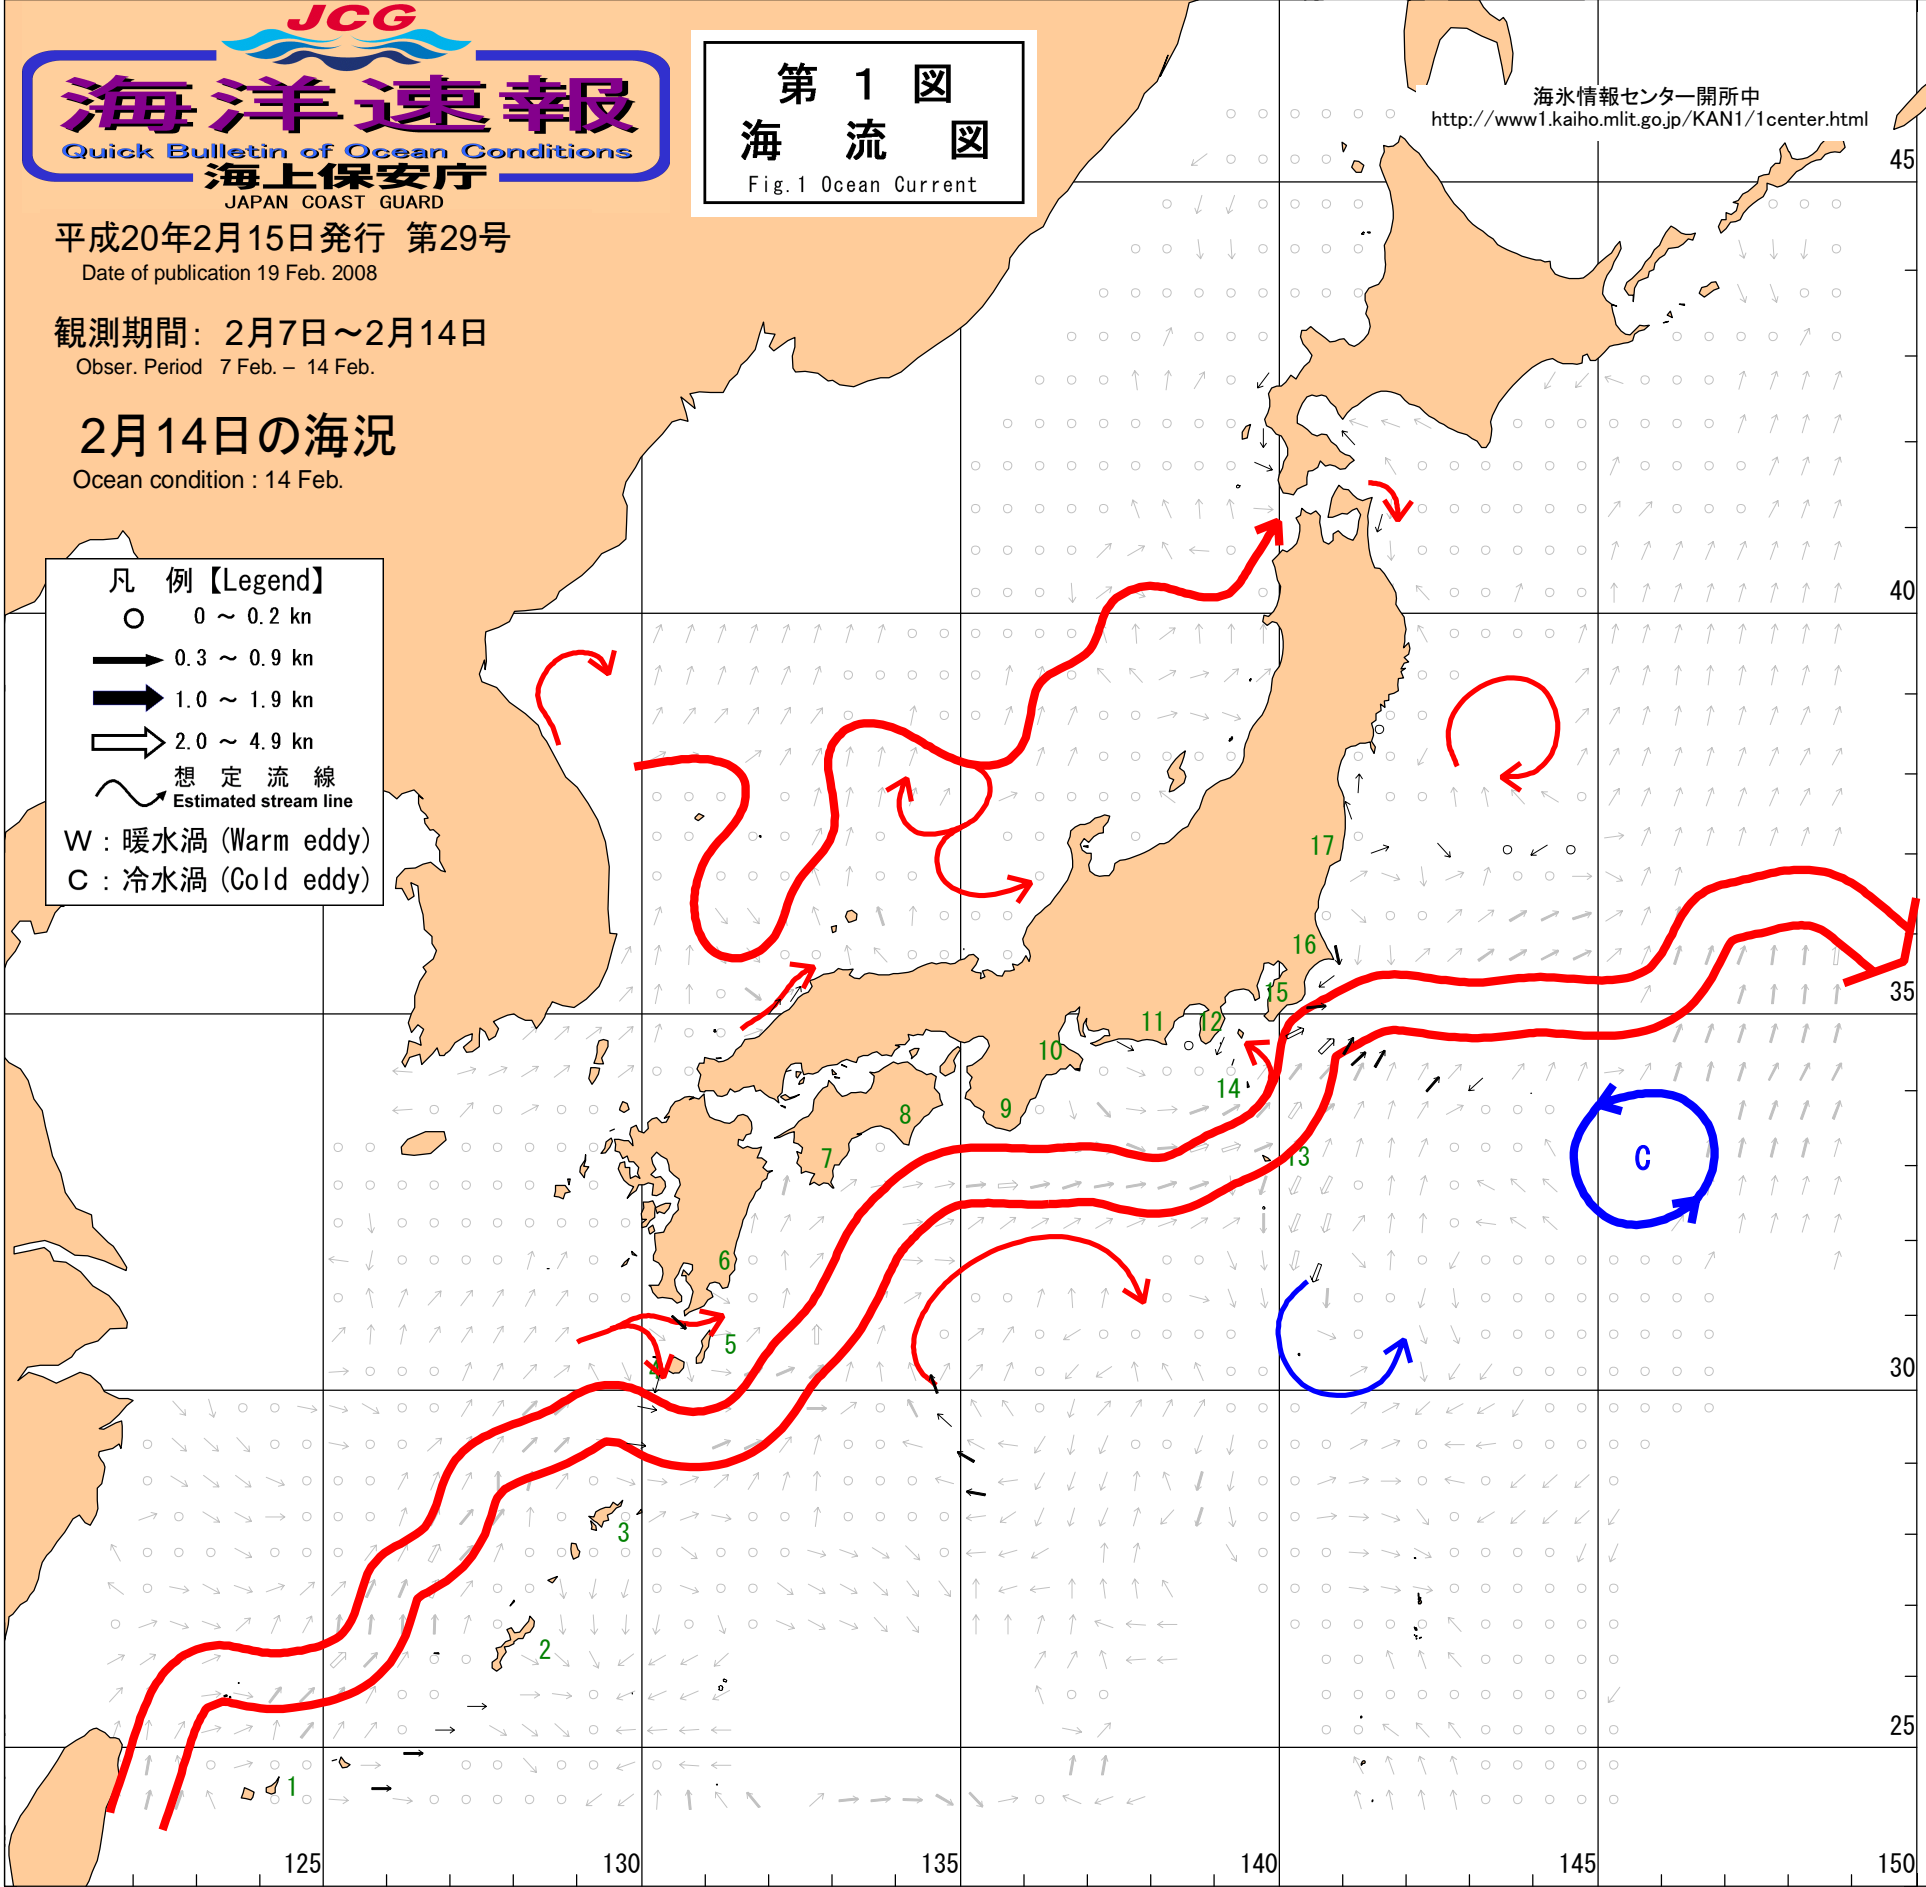 JCG
海洋速報
Quick Bulletin of Ocean Conditions
海上保安庁
JAPAN COAST GUARD
平成20年2月15日発行 第29号
Date of publication 19 Feb. 2008
観測期間: 2月7日～2月14日
Obser. Period 7 Feb. – 14 Feb.
2月14日の海況
Ocean condition : 14 Feb.
第 1 図
海 流 図
Fig.1 Ocean Current
海氷情報センター開所中
http://www1.kaiho.mlit.go.jp/KAN1/1center.html
凡 例【Legend】
0 ～ 0.2 kn
0.3 ～ 0.9 kn
1.0 ～ 1.9 kn
2.0 ～ 4.9 kn
想 定 流 線
Estimated stream line
W : 暖水渦 (Warm eddy)
C : 冷水渦 (Cold eddy)
45
40
17
16
15
35
11
12
10
14
9
8
7
13
C
6
5
4
30
3
2
25
1
125
130
135
140
145
150